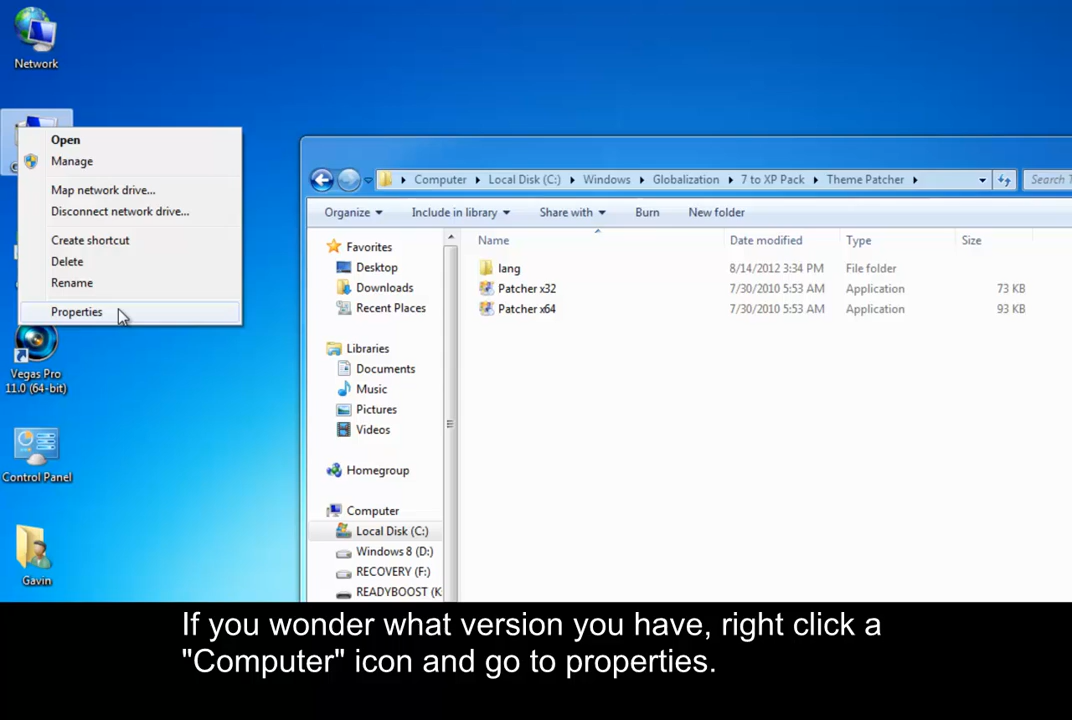 Network
Open
Manage
Map network drive...
Disconnect network drive...
Create shortcut
Delete
Rename
Properties
Vegas Pro
11.0 (64-bit)
Control Panel
Gavin
Computer
Local Disk (C:)
Windows
Globalization
7 to XP Pack
Theme Patcher
Search T
Organize
Include in library
Share with
Burn
New folder
Favorites
Desktop
Downloads
Recent Places
Libraries
Documents
Music
Pictures
Videos
Homegroup
Computer
Local Disk (C:)
Windows 8 (D:)
RECOVERY (F:)
READYBOOST (K
Name Date modified Type Size
lang 8/14/2012 3:34 PM File folder
Patcher x32 7/30/2010 5:53 AM Application 73 KB
Patcher x64 7/30/2010 5:53 AM Application 93 KB
If you wonder what version you have, right click a
"Computer" icon and go to properties.